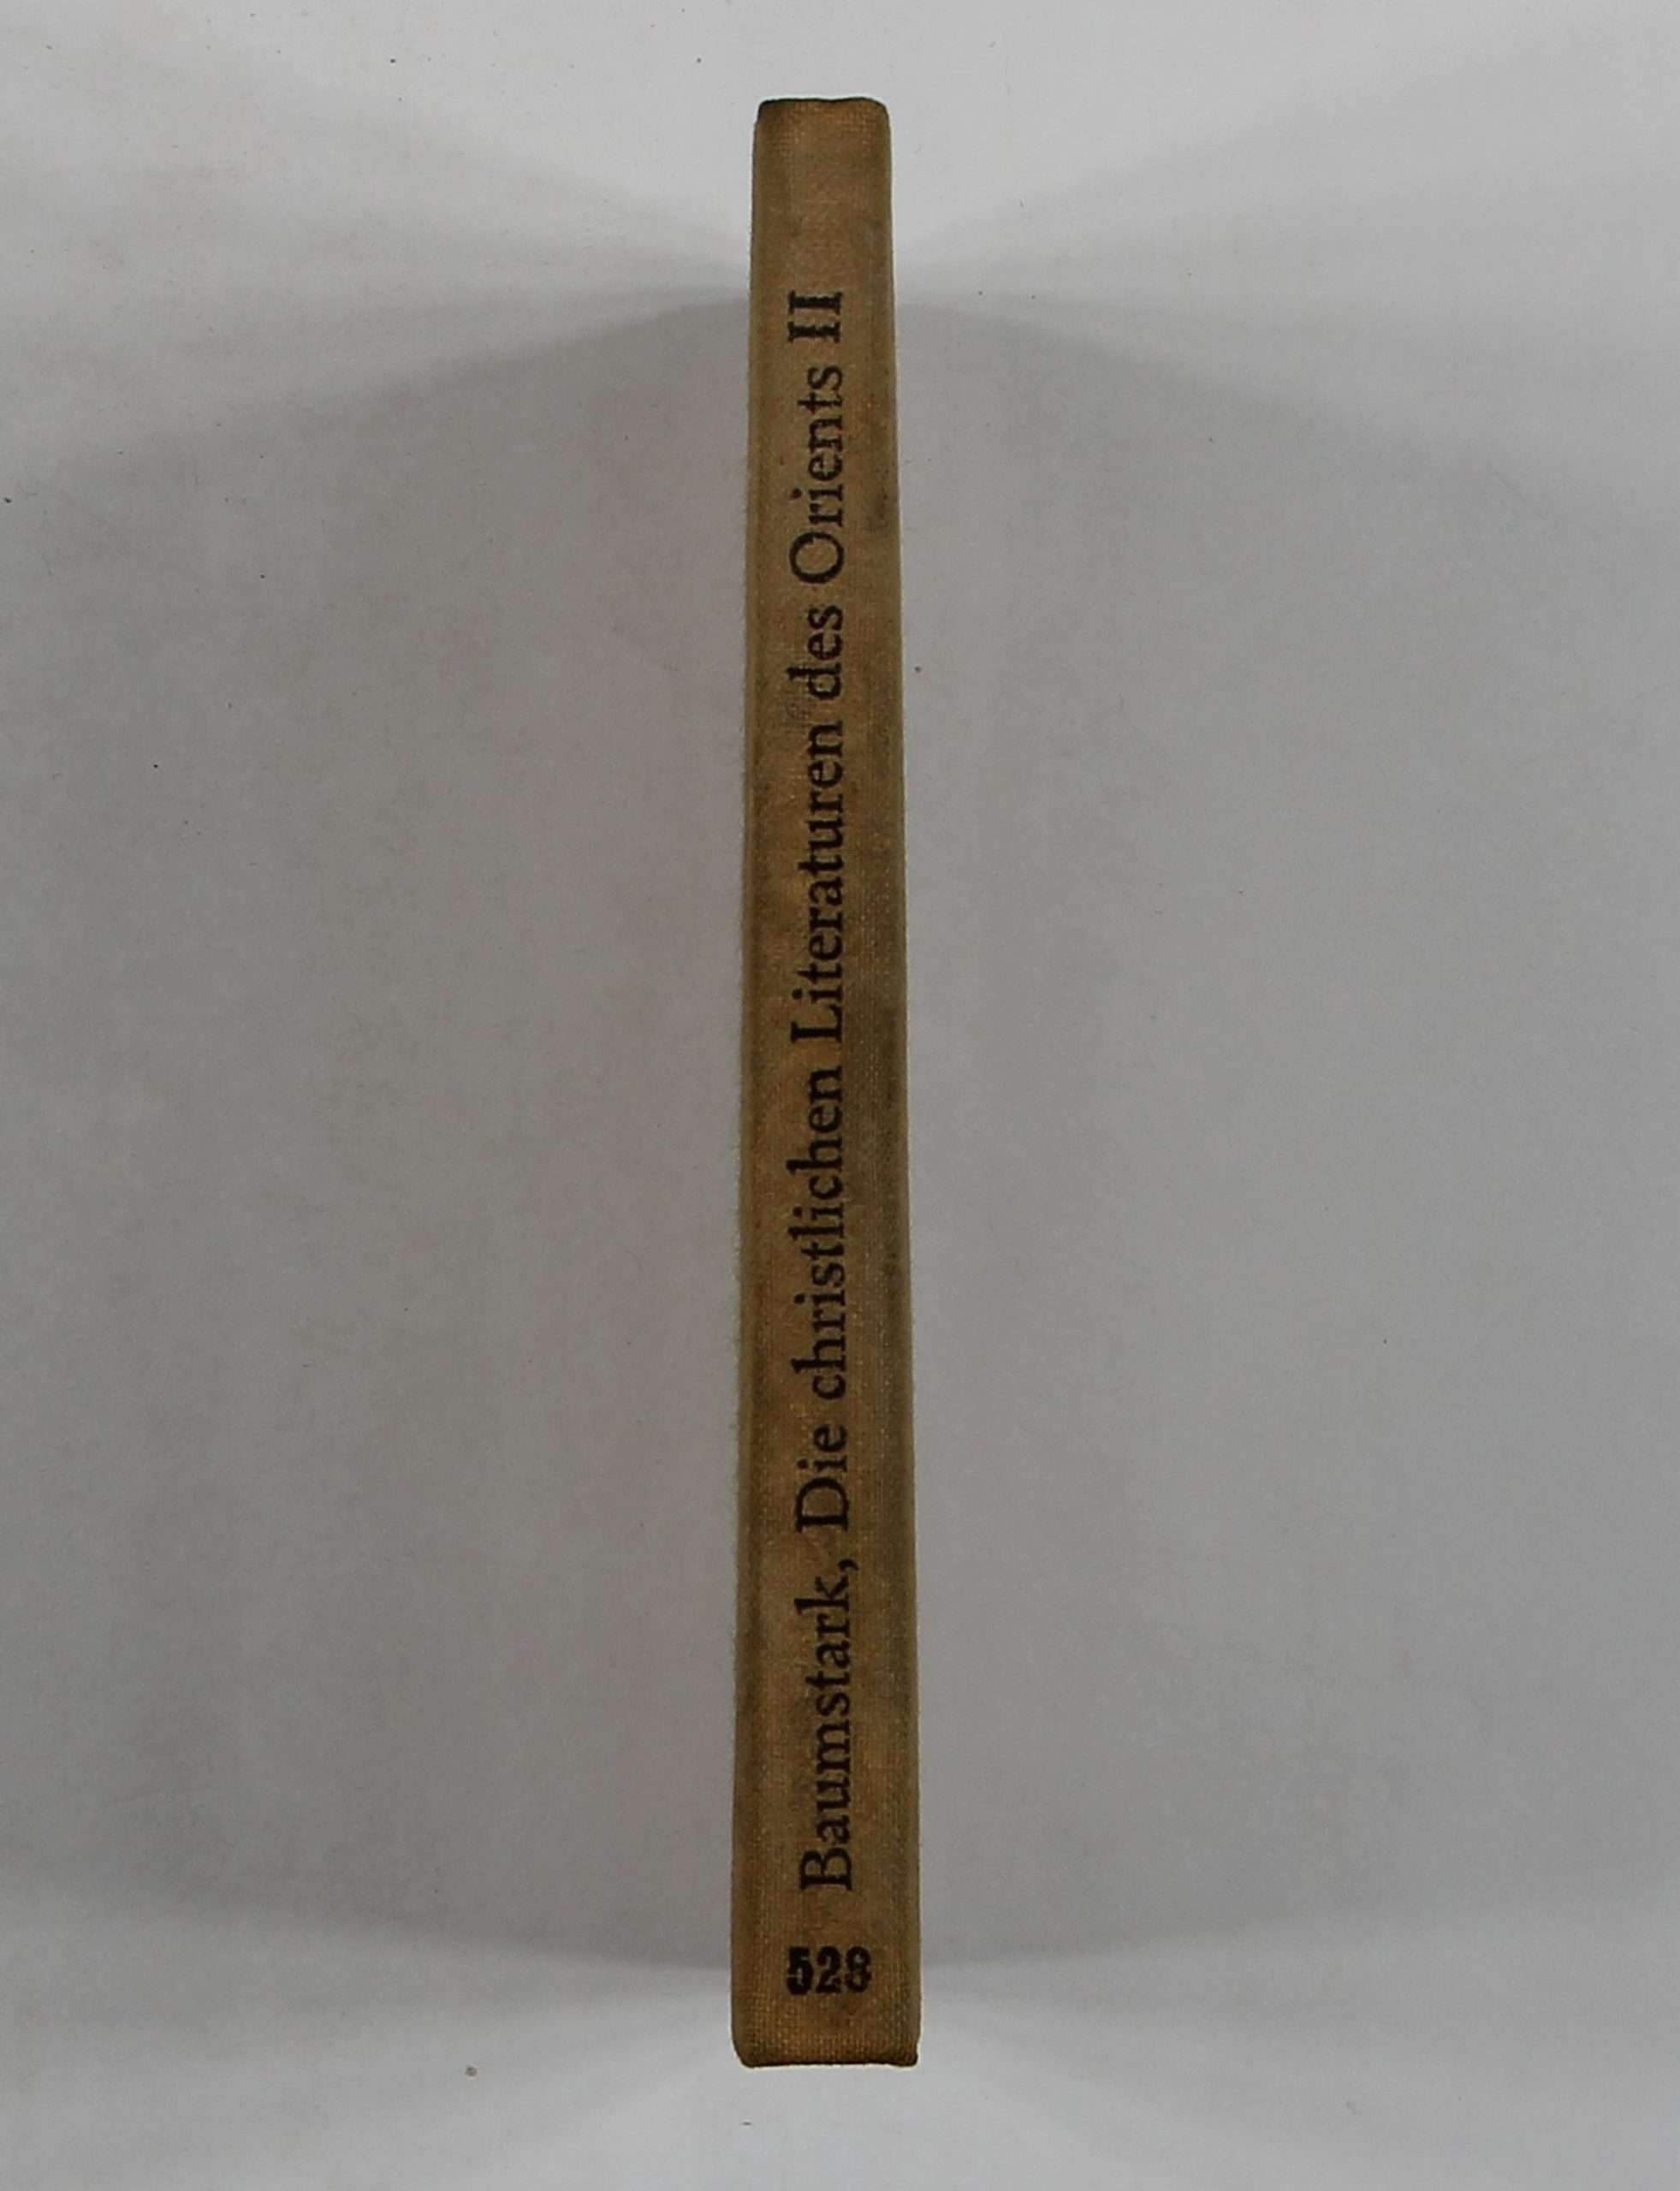 Baumstark, Die christlichen Literaturen des Orients II
528